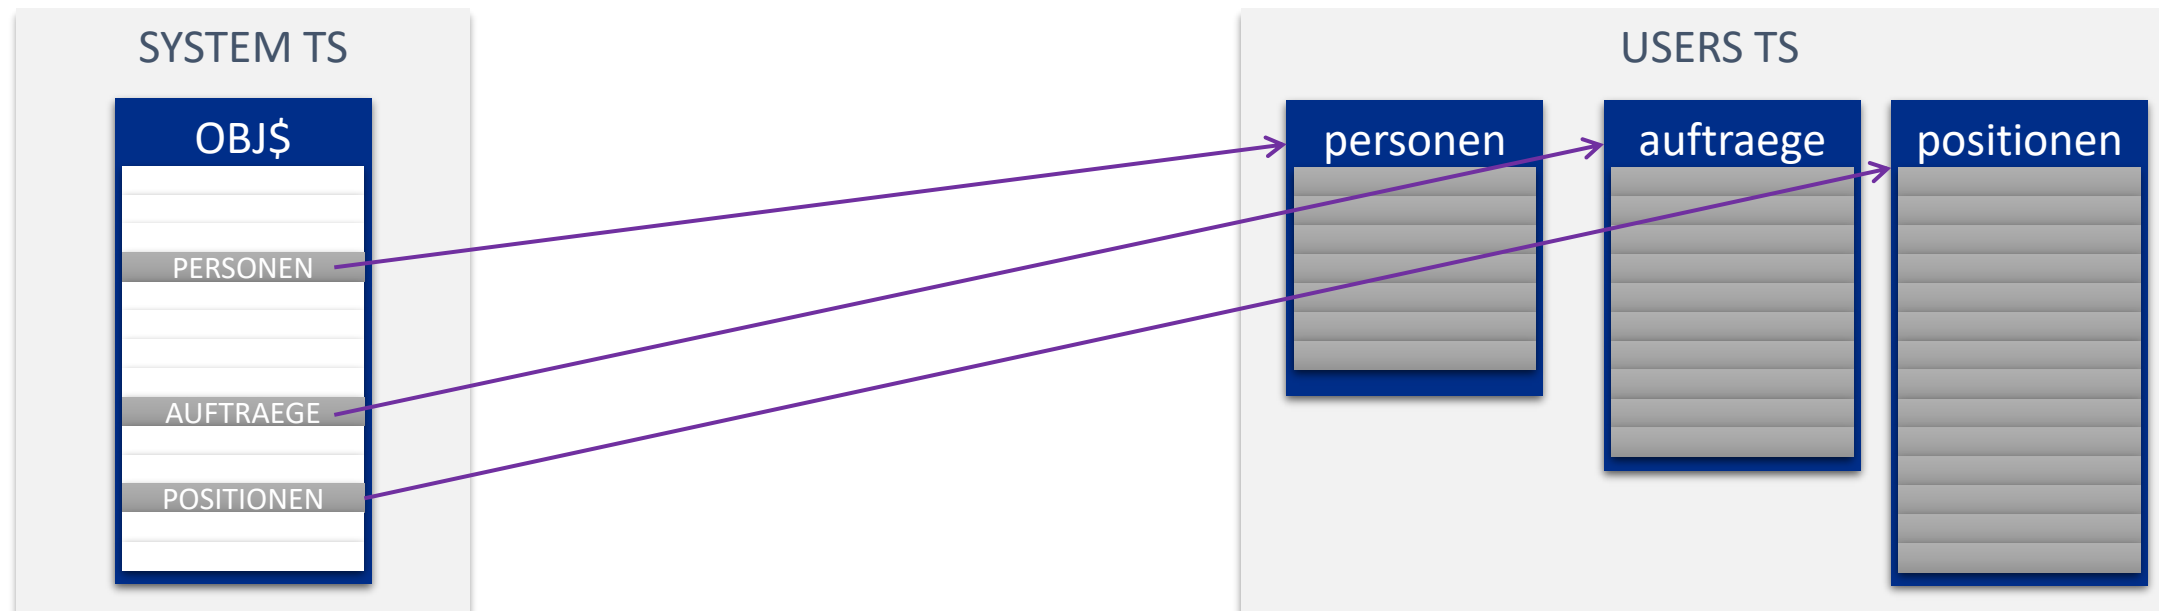 SYSTEM TS
OBJ$
PERSONEN
AUFTRAEGE
POSITIONEN
USERS TS
personen
auftraege
positionen